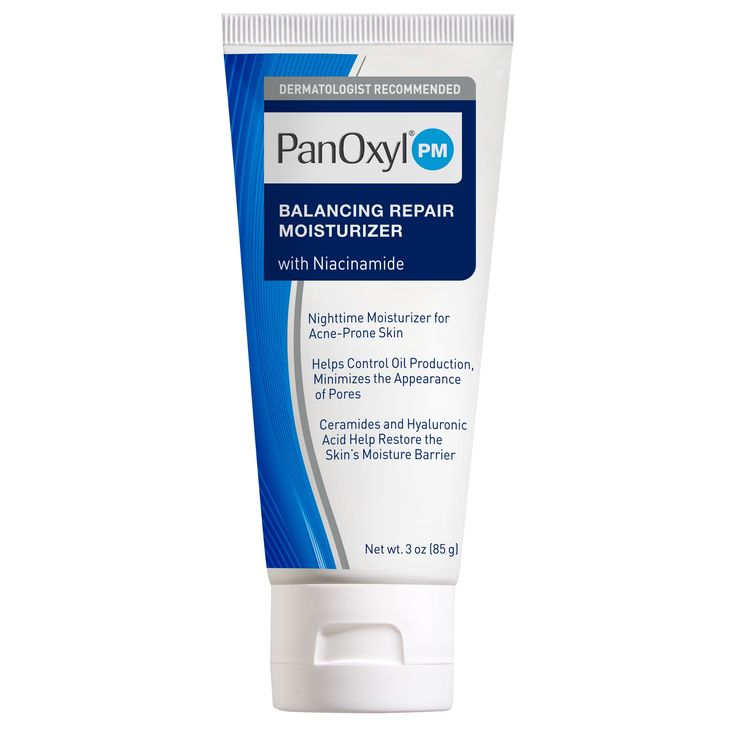 DERMATOLOGIST RECOMMENDED
PanOxyl® PM
BALANCING REPAIR
MOISTURIZER
with Niacinamide
Nighttime Moisturizer for
Acne-Prone Skin
Helps Control Oil Production,
Minimizes the Appearance
of Pores
Ceramides and Hyaluronic
Acid Help Restore the
Skin's Moisture Barrier
Net wt. 3 oz (85 g)